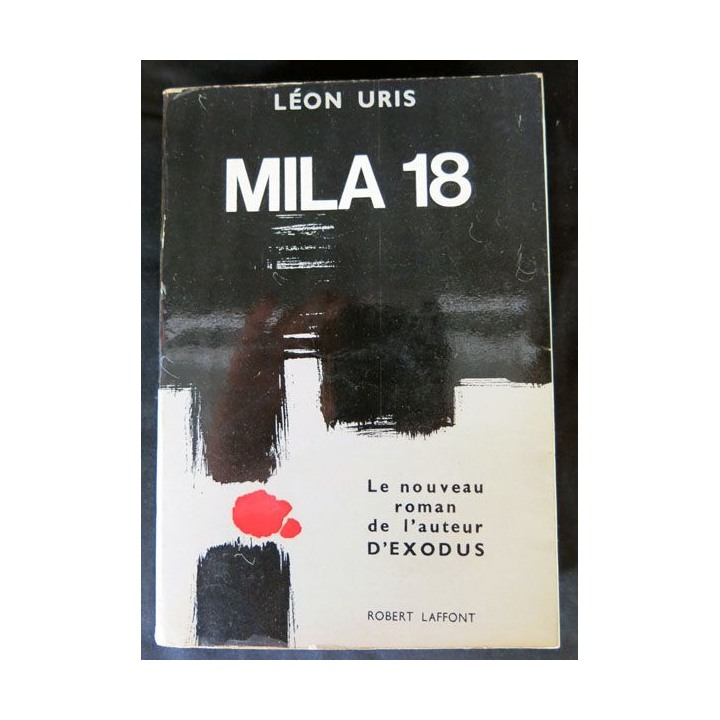 LÉON URIS
MILA 18
Le nouveau
roman
de l'auteur
D'EXODUS
ROBERT LAFFONT